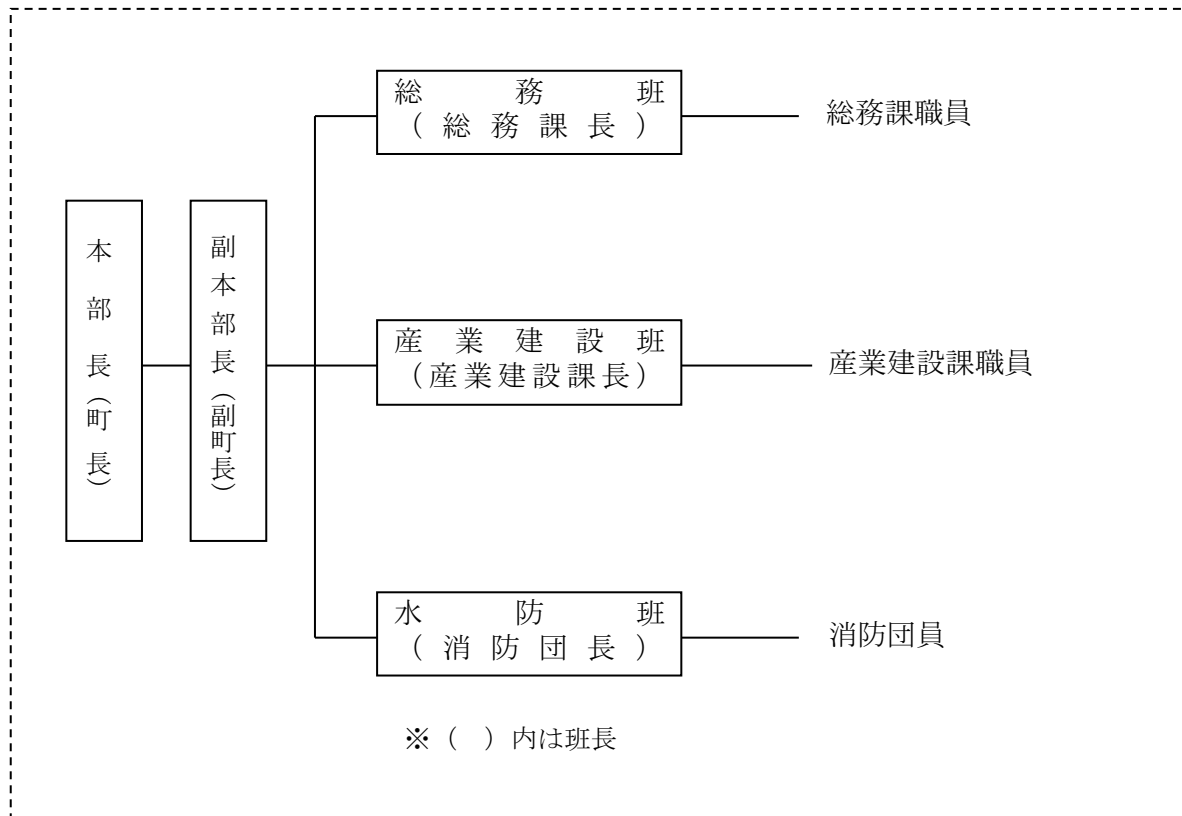 本部長(町長)
副本部長(副町長)
総務班
(総務課長)
総務課職員
産業建設班
(産業建設課長)
産業建設課職員
水防班
(消防団長)
消防団員
※( )内は班長